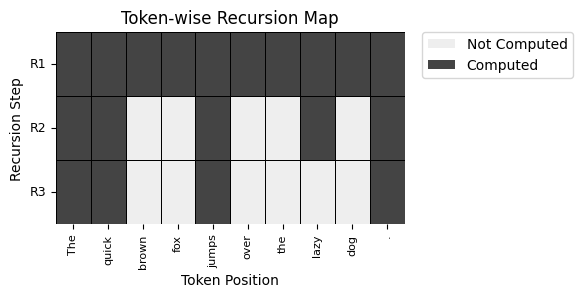 Token-wise Recursion Map
Not Computed
Computed
Recursion Step
R1
R2
R3
The
quick
brown
fox
jumps
over
the
lazy
dog
.
Token Position